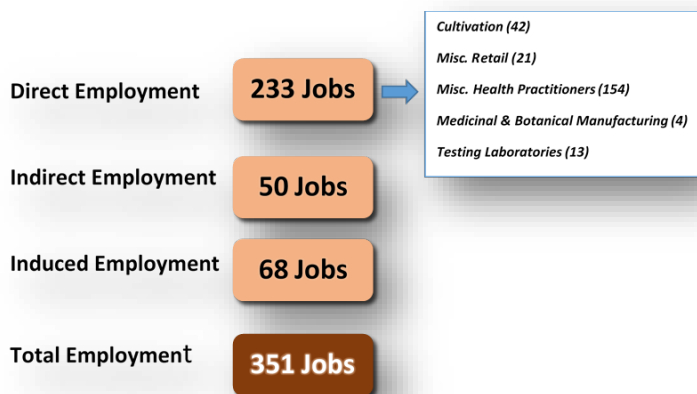 Direct Employment
233 Jobs
Cultivation (42)
Misc. Retail (21)
Misc. Health Practitioners (154)
Medicinal & Botanical Manufacturing (4)
Testing Laboratories (13)
Indirect Employment
50 Jobs
Induced Employment
68 Jobs
Total Employment
351 Jobs